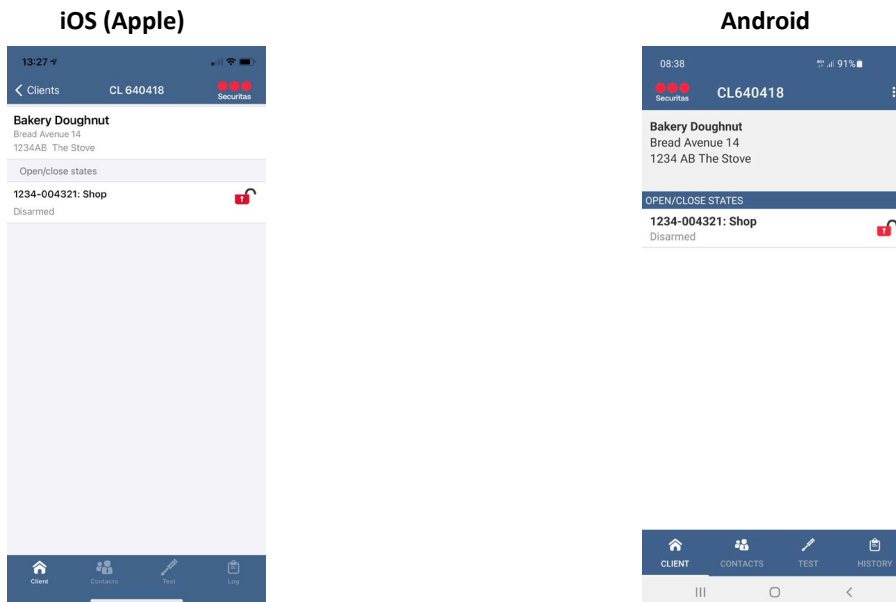 iOS (Apple)
13:27
Clients
CL 640418
Securitas
Bakery Doughnut
Bread Avenue 14
1234AB The Stove
Open/close states
1234-004321: Shop
Disarmed
Client
Contacts
Test
Log
Android
08:38
91%
Securitas
CL640418
Bakery Doughnut
Bread Avenue 14
1234 AB The Stove
OPEN/CLOSE STATES
1234-004321: Shop
Disarmed
CLIENT
CONTACTS
TEST
HISTORY